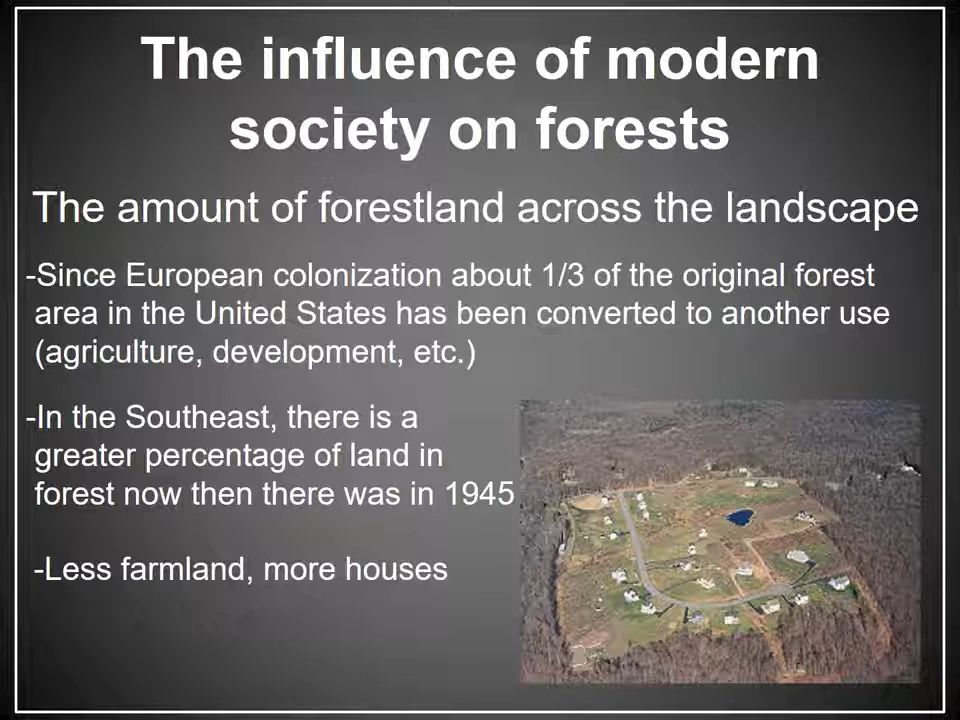 The influence of modern
society on forests
The amount of forestland across the landscape
-Since European colonization about 1/3 of the original forest
area in the United States has been converted to another use
(agriculture, development, etc.)
-In the Southeast, there is a
greater percentage of land in
forest now then there was in 1945
-Less farmland, more houses